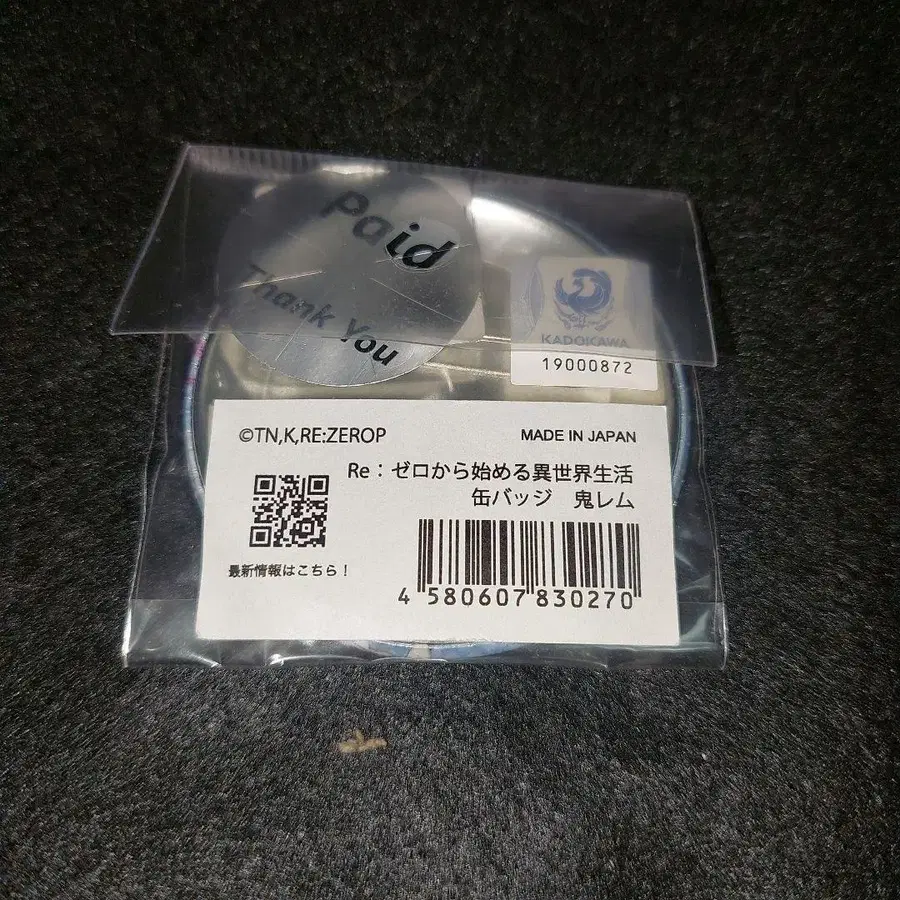 Paid
Thank You
KADOKAWA
19000872
©TN,K,RE:ZEROP
MADE IN JAPAN
Re：ゼロから始める異世界生活
缶バッジ 鬼レム
最新情報はこちら！
4 580607 830270